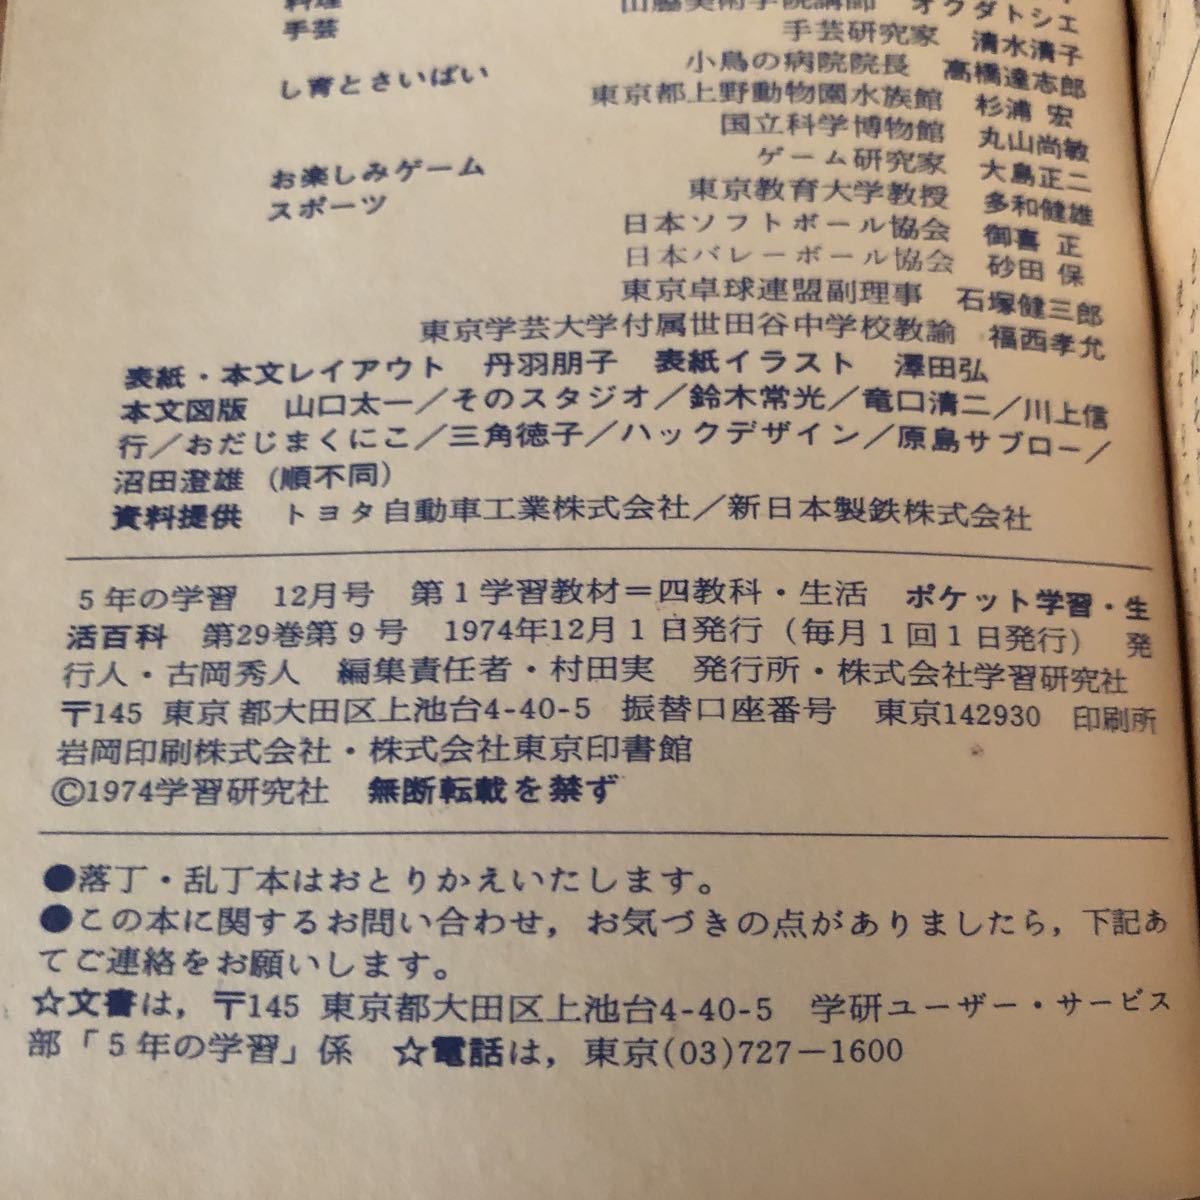 料理 山脇美術学院講師 オクダトシエ
手芸 手芸研究家 清水清子
小鳥の病院院長 高橋達志郎
し育とさいばい 東京都上野動物園水族館 杉浦 宏
国立科学博物館 丸山尚敏
お楽しみゲーム ゲーム研究家 大島正二
スポーツ 東京教育大学教授 多和健雄
日本ソフトボール協会 御喜 正
日本バレーボール協会 砂田 保
東京卓球連盟副理事 石塚健三郎
東京学芸大学付属世田谷中学校教諭 福西孝允
表紙・本文レイアウト 丹羽朋子 表紙イラスト 澤田弘
本文図版 山口太一／そのスタジオ／鈴木常光／竜口清二／川上信
行／おだじまくにこ／三角徳子／ハックデザイン／原島サブロー／
沼田澄雄（順不同）
資料提供 トヨタ自動車工業株式会社／新日本製鉄株式会社
5年の学習 12月号 第1学習教材＝四教科・生活 ポケット学習・生
活百科 第29巻第9号 1974年12月1日発行（毎月1回1日発行） 発
行人・古岡秀人 編集責任者・村田実 発行所・株式会社学習研究社
〒145 東京都大田区上池台4-40-5 振替口座番号 東京142930 印刷所
岩岡印刷株式会社・株式会社東京印書館
©1974学習研究社 無断転載を禁ず
●落丁・乱丁本はおとりかえいたします。
●この本に関するお問い合わせ，お気づきの点がありましたら，下記あ
てご連絡をお願いします。
☆文書は，〒145 東京都大田区上池台4-40-5 学研ユーザー・サービス
部「5年の学習」係 ☆電話は，東京(03)727－1600